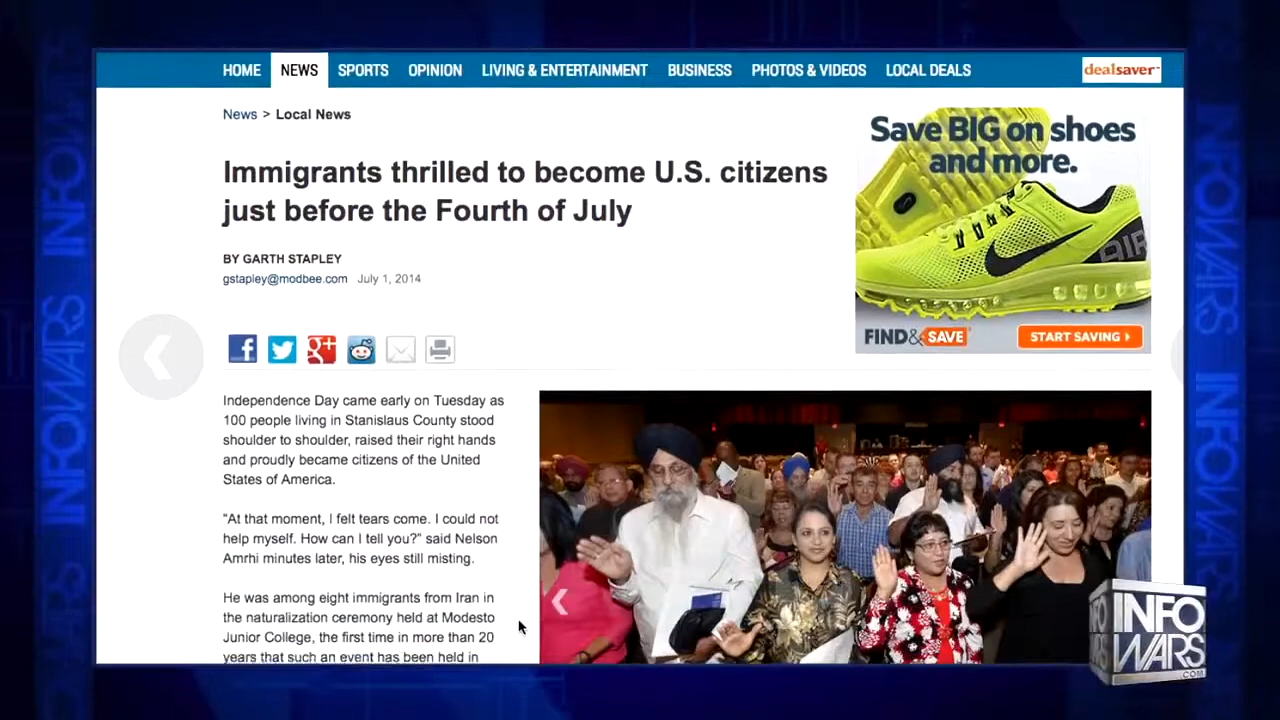 HOME NEWS SPORTS OPINION LIVING & ENTERTAINMENT BUSINESS PHOTOS & VIDEOS LOCAL DEALS
dealsaver
News > Local News
Immigrants thrilled to become U.S. citizens
just before the Fourth of July
BY GARTH STAPLEY
gstapley@modbee.com July 1, 2014
Save BIG on shoes
and more.
AIR
FIND&SAVE
START SAVING
Independence Day came early on Tuesday as
100 people living in Stanislaus County stood
shoulder to shoulder, raised their right hands
and proudly became citizens of the United
States of America.
"At that moment, I felt tears come. I could not
help myself. How can I tell you?" said Nelson
Amrhi minutes later, his eyes still misting.
He was among eight immigrants from Iran in
the naturalization ceremony held at Modesto
Junior College, the first time in more than 20
years that such an event has been held in
INFOWARS
INFOWARS
INFO
WARS
.COM